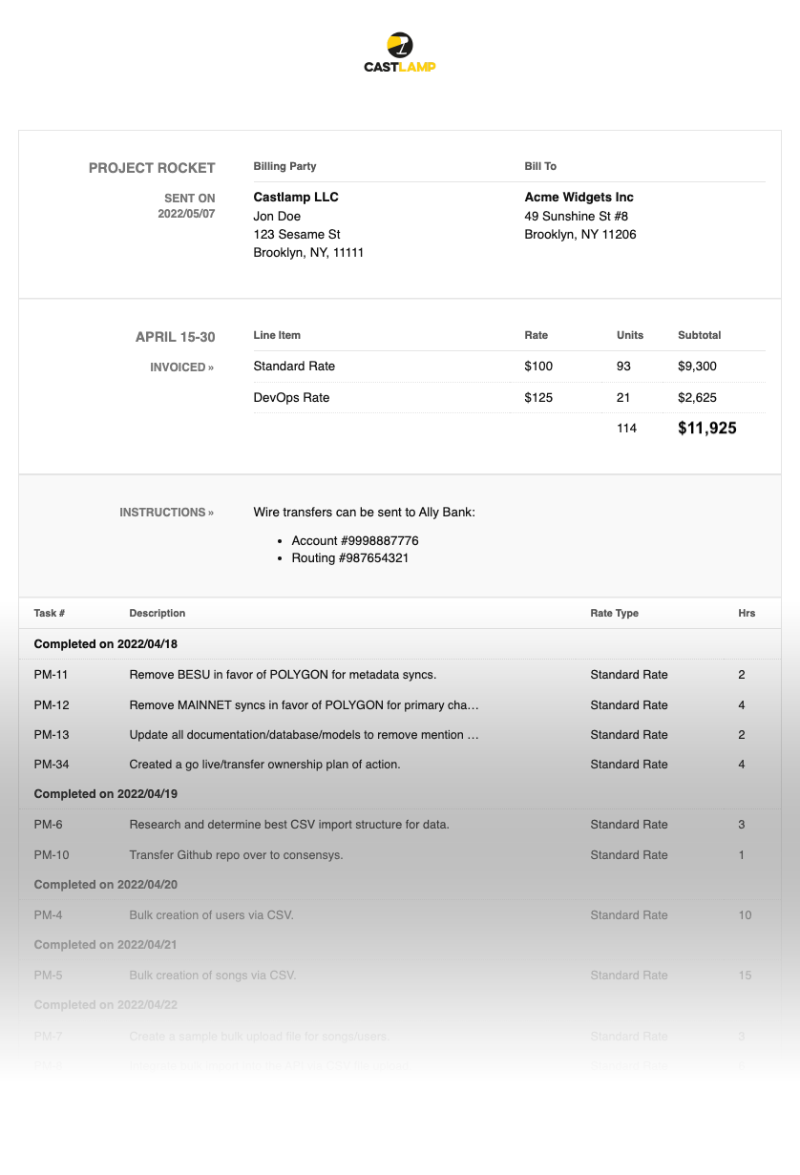 CASTLAMP
PROJECT ROCKET
SENT ON
2022/05/07
Billing Party
Castlamp LLC
Jon Doe
123 Sesame St
Brooklyn, NY, 11111
Bill To
Acme Widgets Inc
49 Sunshine St #8
Brooklyn, NY 11206
APRIL 15-30
INVOICED »
Line Item Rate Units Subtotal
Standard Rate $100 93 $9,300
DevOps Rate $125 21 $2,625
114 $11,925
INSTRUCTIONS »
Wire transfers can be sent to Ally Bank:
• Account #9998887776
• Routing #987654321
Task # Description Rate Type Hrs
Completed on 2022/04/18
PM-11 Remove BESU in favor of POLYGON for metadata syncs. Standard Rate 2
PM-12 Remove MAINNET syncs in favor of POLYGON for primary cha… Standard Rate 4
PM-13 Update all documentation/database/models to remove mention … Standard Rate 2
PM-34 Created a go live/transfer ownership plan of action. Standard Rate 4
Completed on 2022/04/19
PM-6 Research and determine best CSV import structure for data. Standard Rate 3
PM-10 Transfer Github repo over to consensys. Standard Rate 1
Completed on 2022/04/20
PM-4 Bulk creation of users via CSV. Standard Rate 10
Completed on 2022/04/21
PM-5 Bulk creation of songs via CSV. Standard Rate 15
Completed on 2022/04/22
PM-7 Create a sample bulk upload file for songs/users. Standard Rate 3